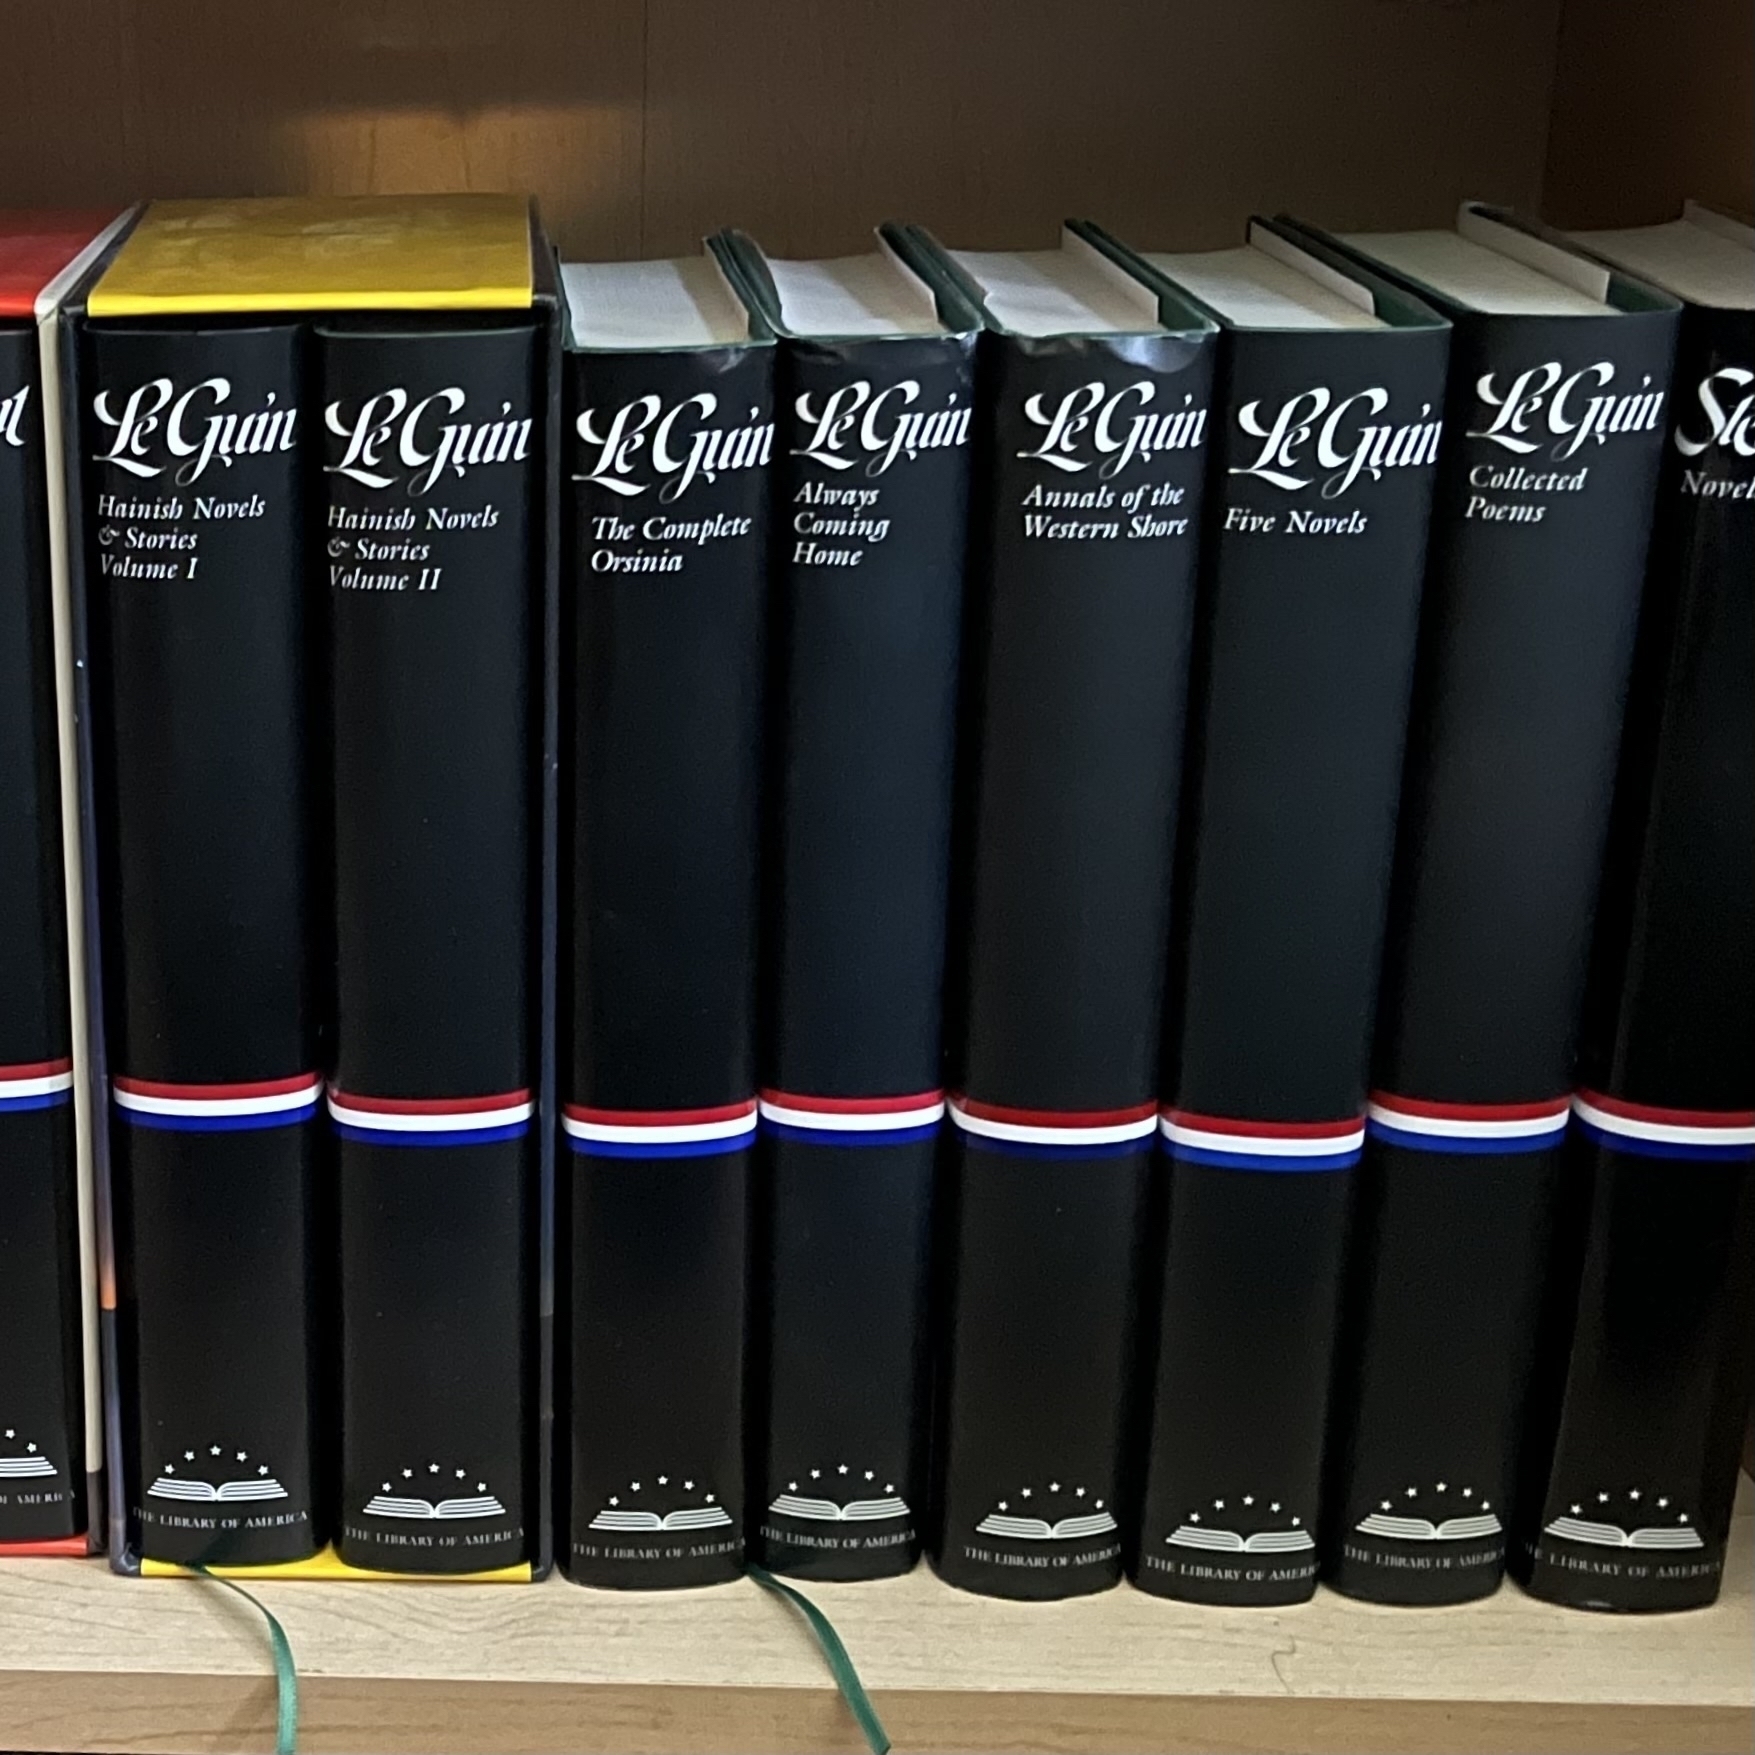 Le Guin
Hainish Novels
& Stories
Volume I
THE LIBRARY OF AMERICA
Le Guin
Hainish Novels
& Stories
Volume II
THE LIBRARY OF AMERICA
Le Guin
The Complete
Orsinia
THE LIBRARY OF AMERICA
Le Guin
Always
Coming
Home
THE LIBRARY OF AMERICA
Le Guin
Annals of the
Western Shore
THE LIBRARY OF AMERICA
Le Guin
Five Novels
THE LIBRARY OF AMERICA
Le Guin
Collected
Poems
THE LIBRARY OF AMERICA
THE LIBRARY OF AMERICA